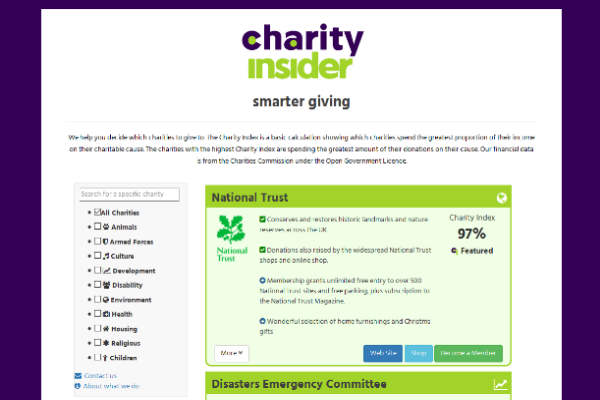 charity
insider
smarter giving
We help you decide which charities to give to. The Charity Index is a basic calculation showing which charities spend the greatest proportion of their income
on their charitable cause. The charities with the highest Charity Index are spending the greatest amount of their donations on their cause. Our financial data
is from the Charities Commission under the Open Government Licence.
Search for a specific charity
All Charities
Animals
Armed Forces
Culture
Development
Disability
Environment
Health
Housing
Religious
Children
Contact us
About what we do
National Trust
National
Trust
Conserves and restores historic landmarks and nature
reserves across the UK
Donations also raised by the widespread National Trust
shops and online shop.
Membership grants unlimited free entry to over 500
National Trust sites and free parking, plus subscription to
the National Trust Magazine.
Wonderful selection of home furnishings and Christms
gifts
Charity Index
97%
Featured
More
Web Site
Shop
Become a Member
Disasters Emergency Committee